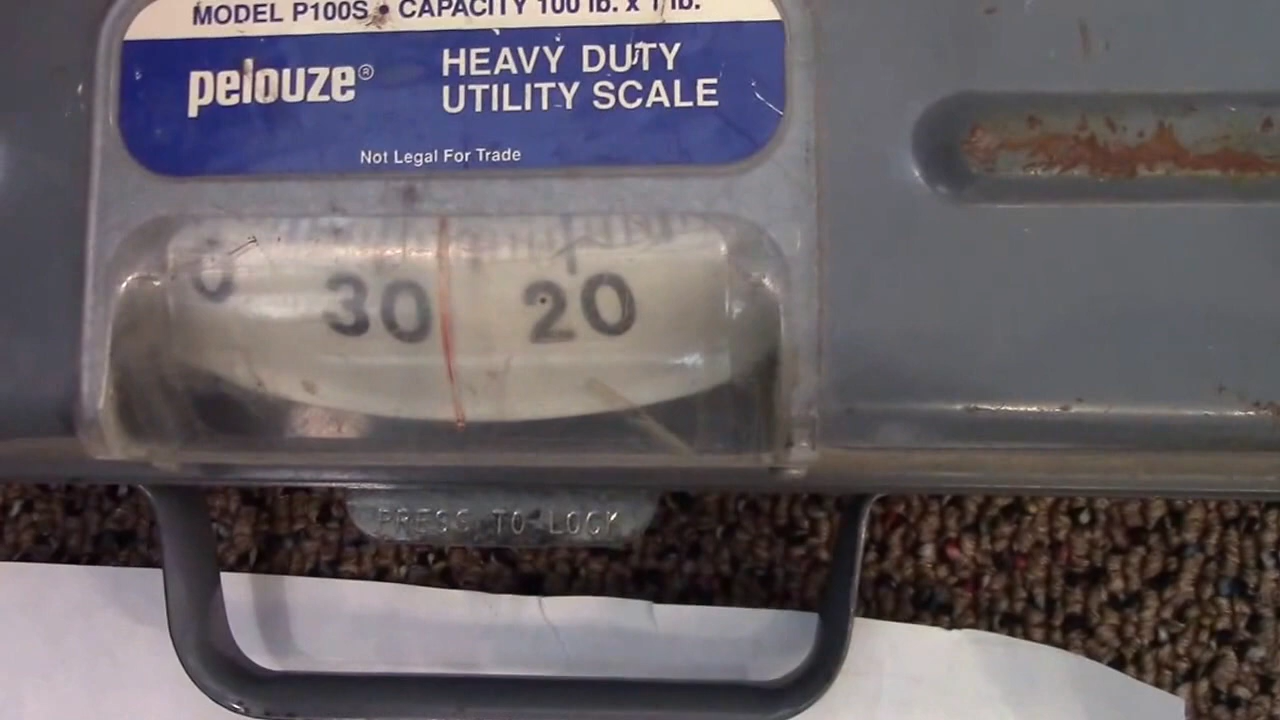 MODEL P100S • CAPACITY 100 lb. x 1 lb.
pelouze® HEAVY DUTY
UTILITY SCALE
Not Legal For Trade
0 30 20
PRESS TO LOCK